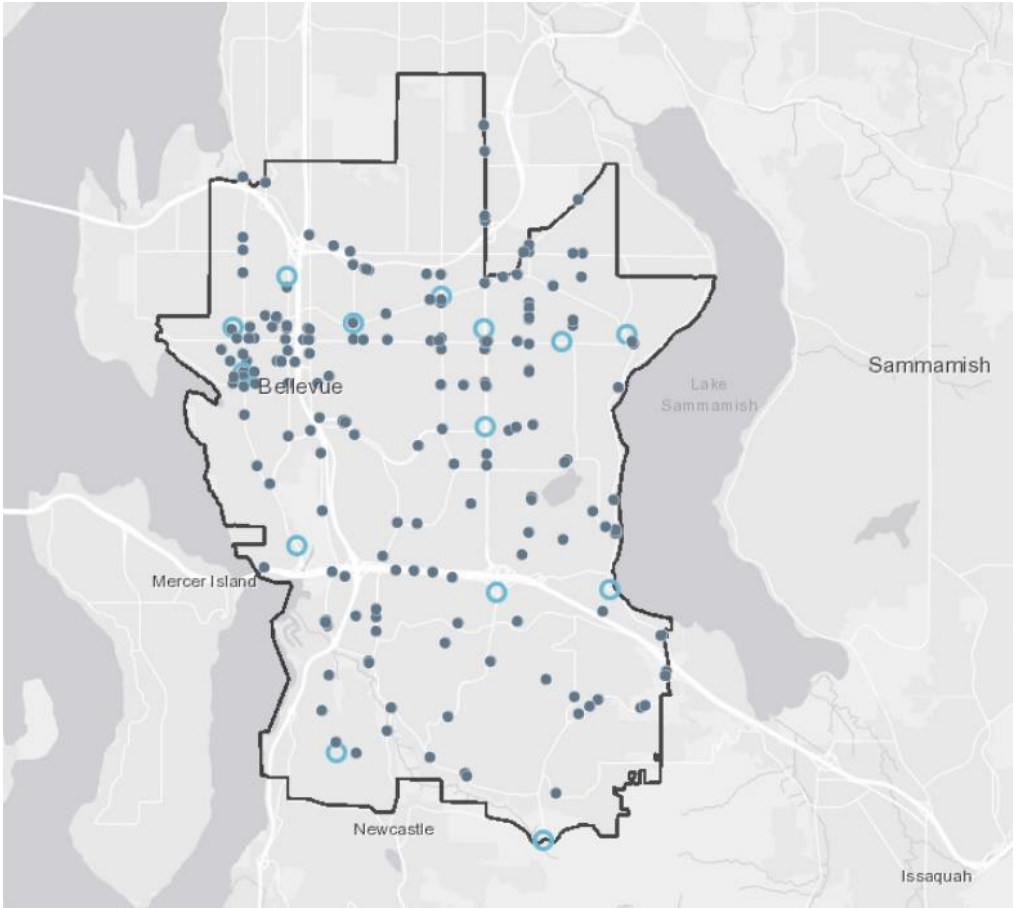 Sammamish
Bellevue
Lake
Sammamish
Mercer Island
Newcastle
Issaquah